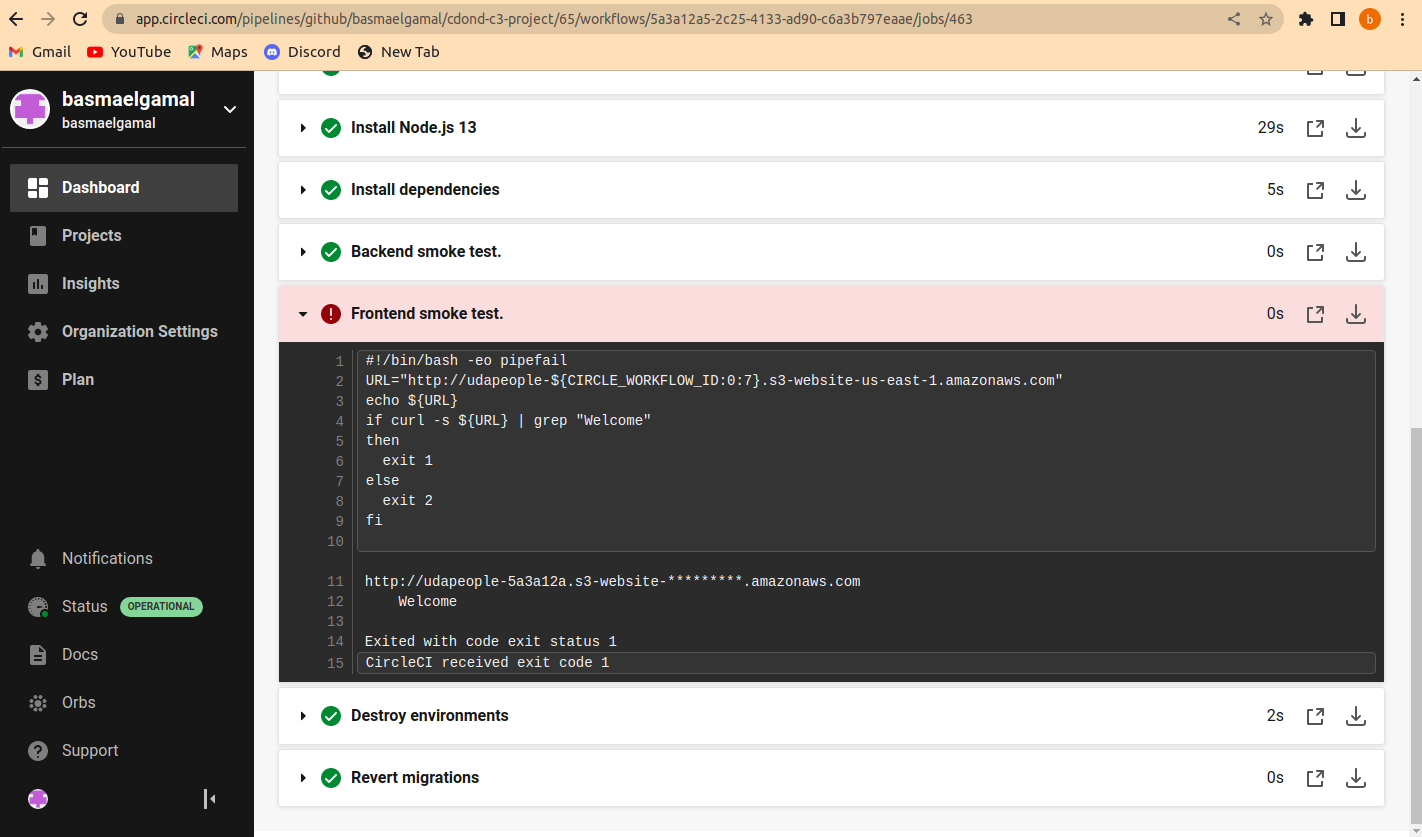 app.circleci.com/pipelines/github/basmaelgamal/cdond-c3-project/65/workflows/5a3a12a5-2c25-4133-ad90-c6a3b797eaae/jobs/463
b
Gmail YouTube Maps Discord New Tab
basmaelgamal
basmaelgamal
Dashboard
Projects
Insights
Organization Settings
Plan
Notifications
Status OPERATIONAL
Docs
Orbs
Support
Install Node.js 13 29s
Install dependencies 5s
Backend smoke test. 0s
Frontend smoke test. 0s
1 #!/bin/bash -eo pipefail
2 URL="http://udapeople-${CIRCLE_WORKFLOW_ID:0:7}.s3-website-us-east-1.amazonaws.com"
3 echo ${URL}
4 if curl -s ${URL} | grep "Welcome"
5 then
6   exit 1
7 else
8   exit 2
9 fi
10
11 http://udapeople-5a3a12a.s3-website-*********.amazonaws.com
12     Welcome
13
14 Exited with code exit status 1
15 CircleCI received exit code 1
Destroy environments 2s
Revert migrations 0s